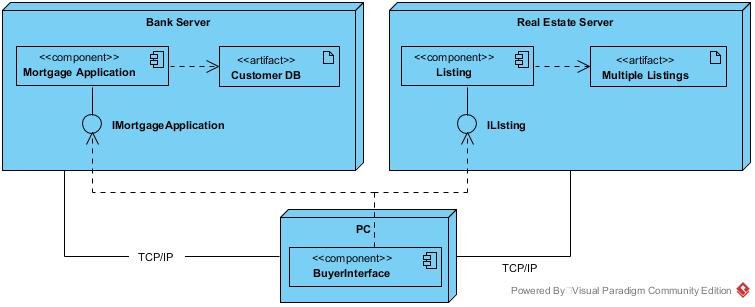 Bank Server
<<component>>
Mortgage Application
<<artifact>>
Customer DB
IMortgageApplication
Real Estate Server
<<component>>
Listing
<<artifact>>
Multiple Listings
ILIsting
PC
<<component>>
BuyerInterface
TCP/IP
TCP/IP
Powered By Visual Paradigm Community Edition